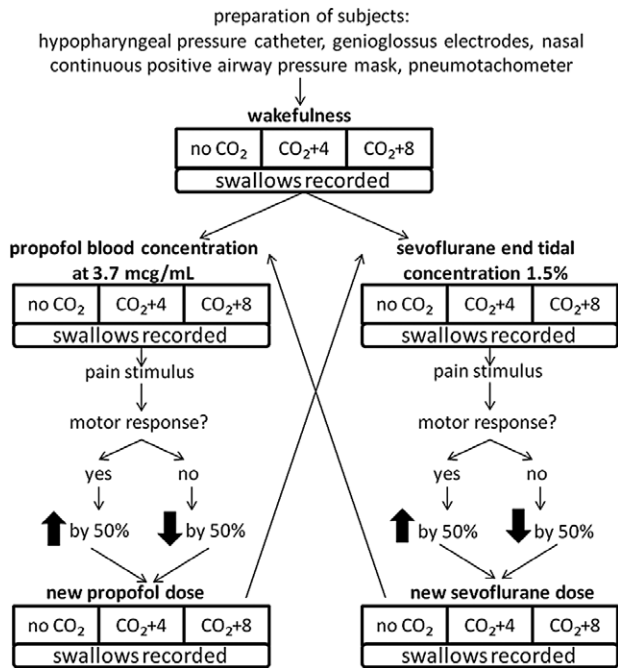 preparation of subjects:
hypopharyngeal pressure catheter, genioglossus electrodes, nasal
continuous positive airway pressure mask, pneumotachometer
wakefulness
no CO₂ CO₂+4 CO₂+8
swallows recorded
propofol blood concentration
at 3.7 mcg/mL
no CO₂ CO₂+4 CO₂+8
swallows recorded
pain stimulus
motor response?
yes no
by 50% by 50%
new propofol dose
no CO₂ CO₂+4 CO₂+8
swallows recorded
sevoflurane end tidal
concentration 1.5%
no CO₂ CO₂+4 CO₂+8
swallows recorded
pain stimulus
motor response?
yes no
by 50% by 50%
new sevoflurane dose
no CO₂ CO₂+4 CO₂+8
swallows recorded